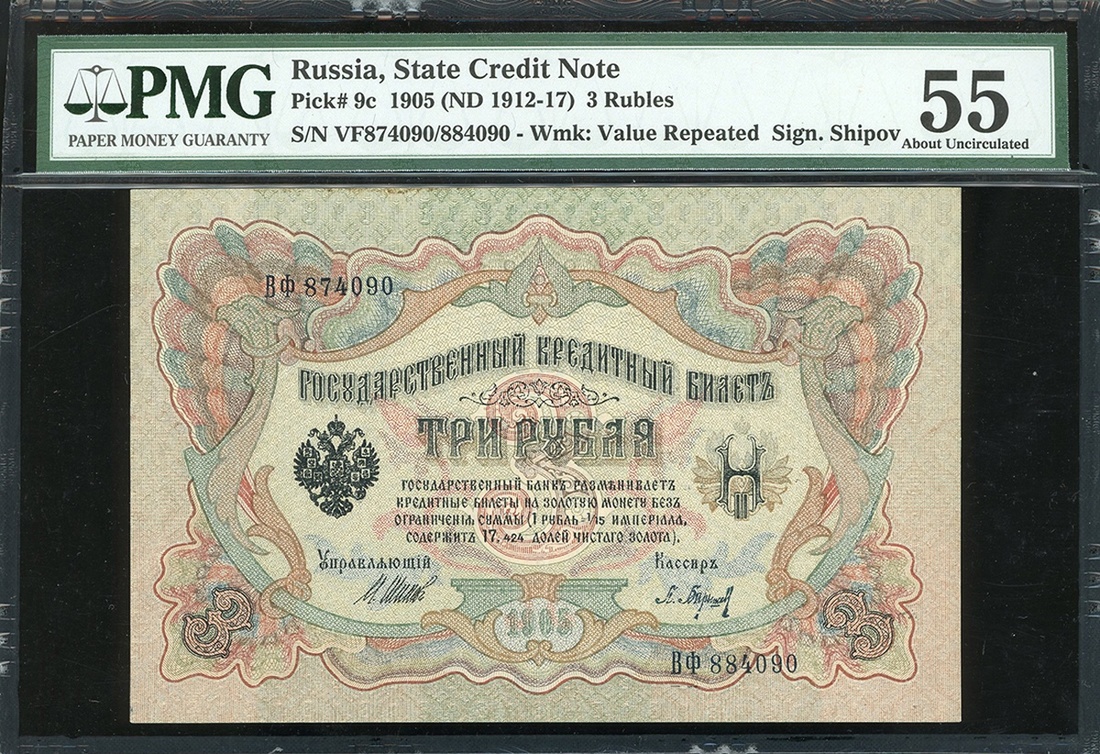 PMG
PAPER MONEY GUARANTY
Russia, State Credit Note
Pick# 9c 1905 (ND 1912-17) 3 Rubles
S/N VF874090/884090 - Wmk: Value Repeated Sign. Shipov
55
About Uncirculated
ВФ 874090
ГОСУДАРСТВЕННЫЙ КРЕДИТНЫЙ БИЛЕТЪ
ТРИ РУБЛЯ
ГОСУДАРСТВЕННЫЙ БАНКЪ РАЗМѢНИВАЕТЪ
КРЕДИТНЫЕ БИЛЕТЫ НА ЗОЛОТУЮ МОНЕТУ БЕЗЪ
ОГРАНИЧЕНІЯ СУММЫ (1 РУБЛЬ = 1/15 ИМПЕРІАЛА,
СОДЕРЖИТЪ 17,424 ДОЛЕЙ ЧИСТАГО ЗОЛОТА).
Управляющій
Кассиръ
3
1905
3
ВФ 884090